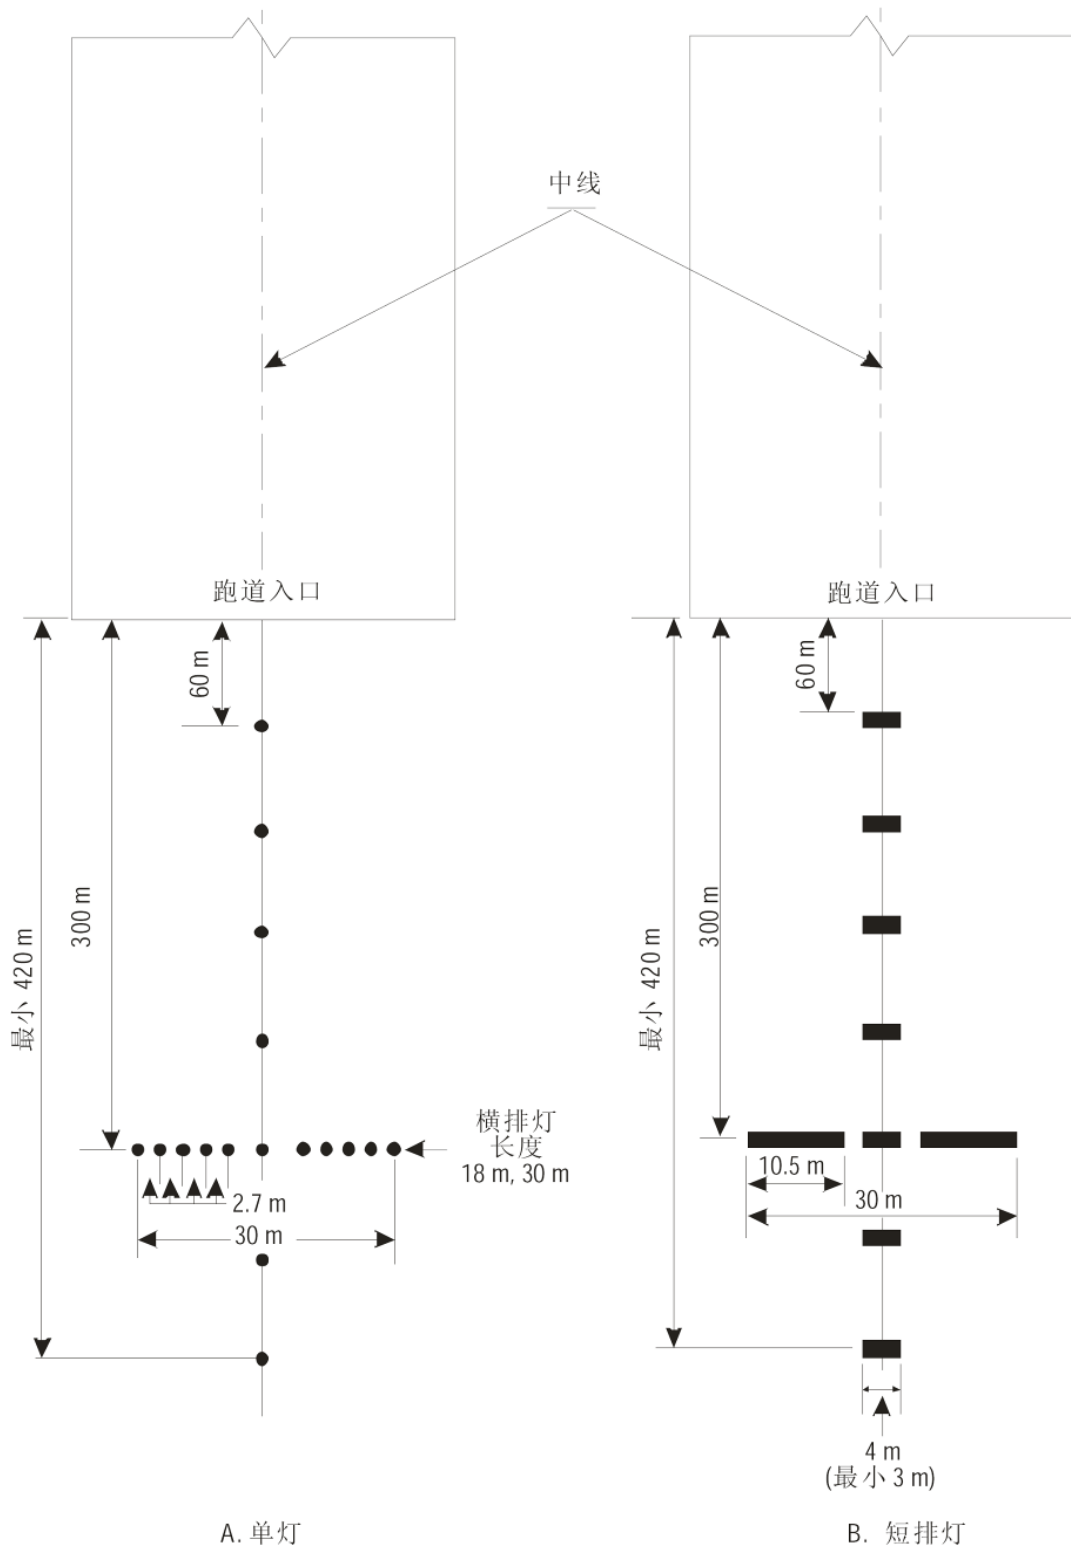 中线
跑道入口
跑道入口
60 m
60 m
300 m
300 m
最小 420 m
最小 420 m
横排灯
长度
18 m, 30 m
2.7 m
30 m
10.5 m
30 m
4 m
(最小 3 m)
A. 单灯
B. 短排灯